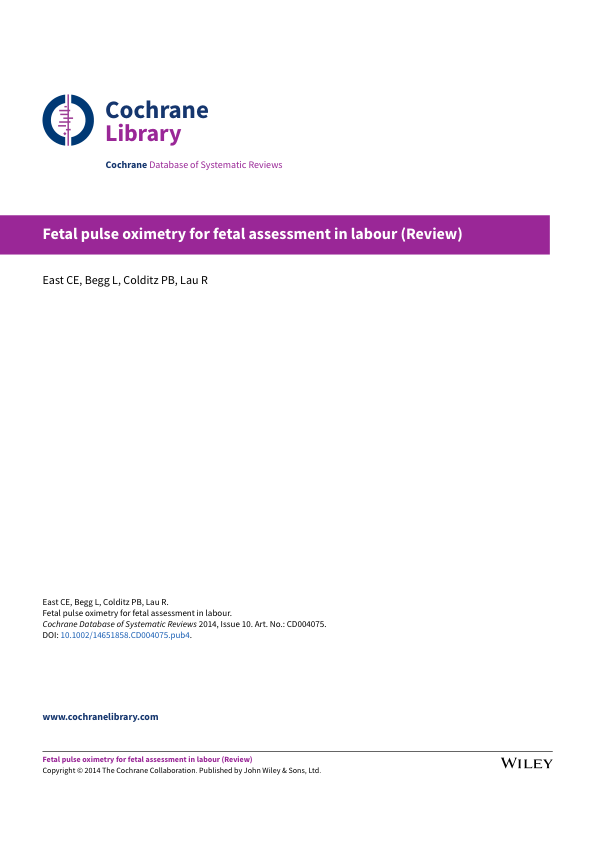 Cochrane
Library
Cochrane Database of Systematic Reviews
Fetal pulse oximetry for fetal assessment in labour (Review)
East CE, Begg L, Colditz PB, Lau R
East CE, Begg L, Colditz PB, Lau R.
Fetal pulse oximetry for fetal assessment in labour.
Cochrane Database of Systematic Reviews 2014, Issue 10. Art. No.: CD004075.
DOI: 10.1002/14651858.CD004075.pub4.
www.cochranelibrary.com
Fetal pulse oximetry for fetal assessment in labour (Review)
Copyright © 2014 The Cochrane Collaboration. Published by John Wiley & Sons, Ltd.
WILEY